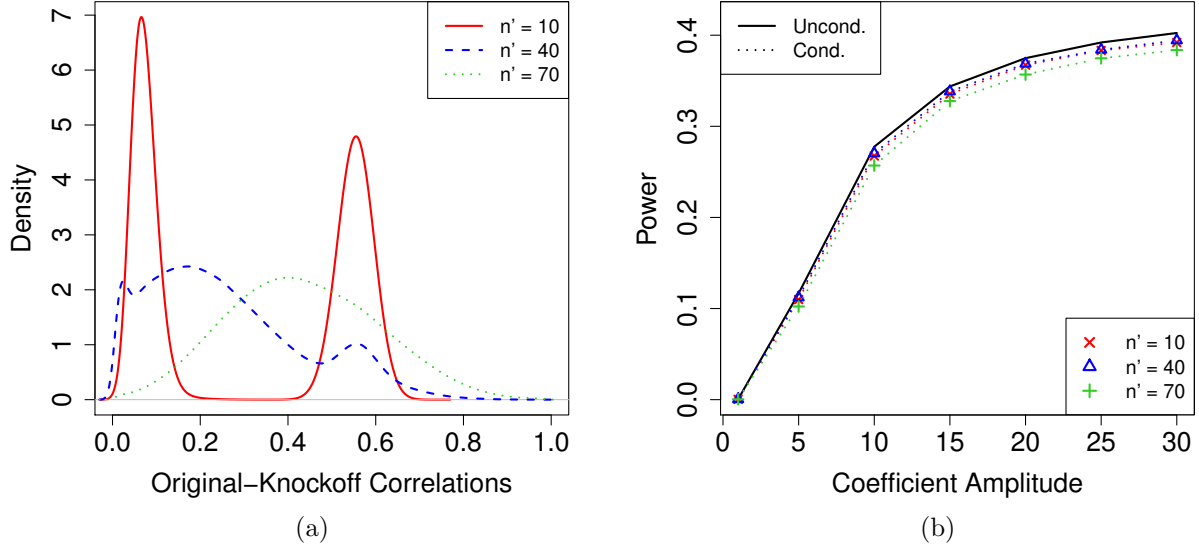 n' = 10
n' = 40
n' = 70
Density
0
1
2
3
4
5
6
7
0.0
0.2
0.4
0.6
0.8
1.0
Original−Knockoff Correlations
(a)
Uncond.
Cond.
Power
0.0
0.1
0.2
0.3
0.4
n' = 10
n' = 40
n' = 70
0
5
10
15
20
25
30
Coefficient Amplitude
(b)